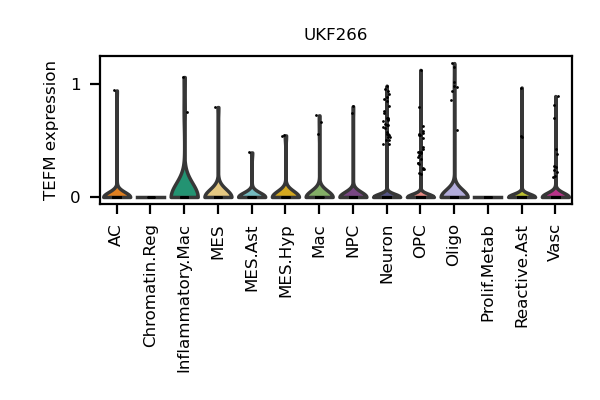 UKF266
TEFM expression
1
0
AC
Chromatin.Reg
Inflammatory.Mac
MES
MES.Ast
MES.Hyp
Mac
NPC
Neuron
OPC
Oligo
Prolif.Metab
Reactive.Ast
Vasc